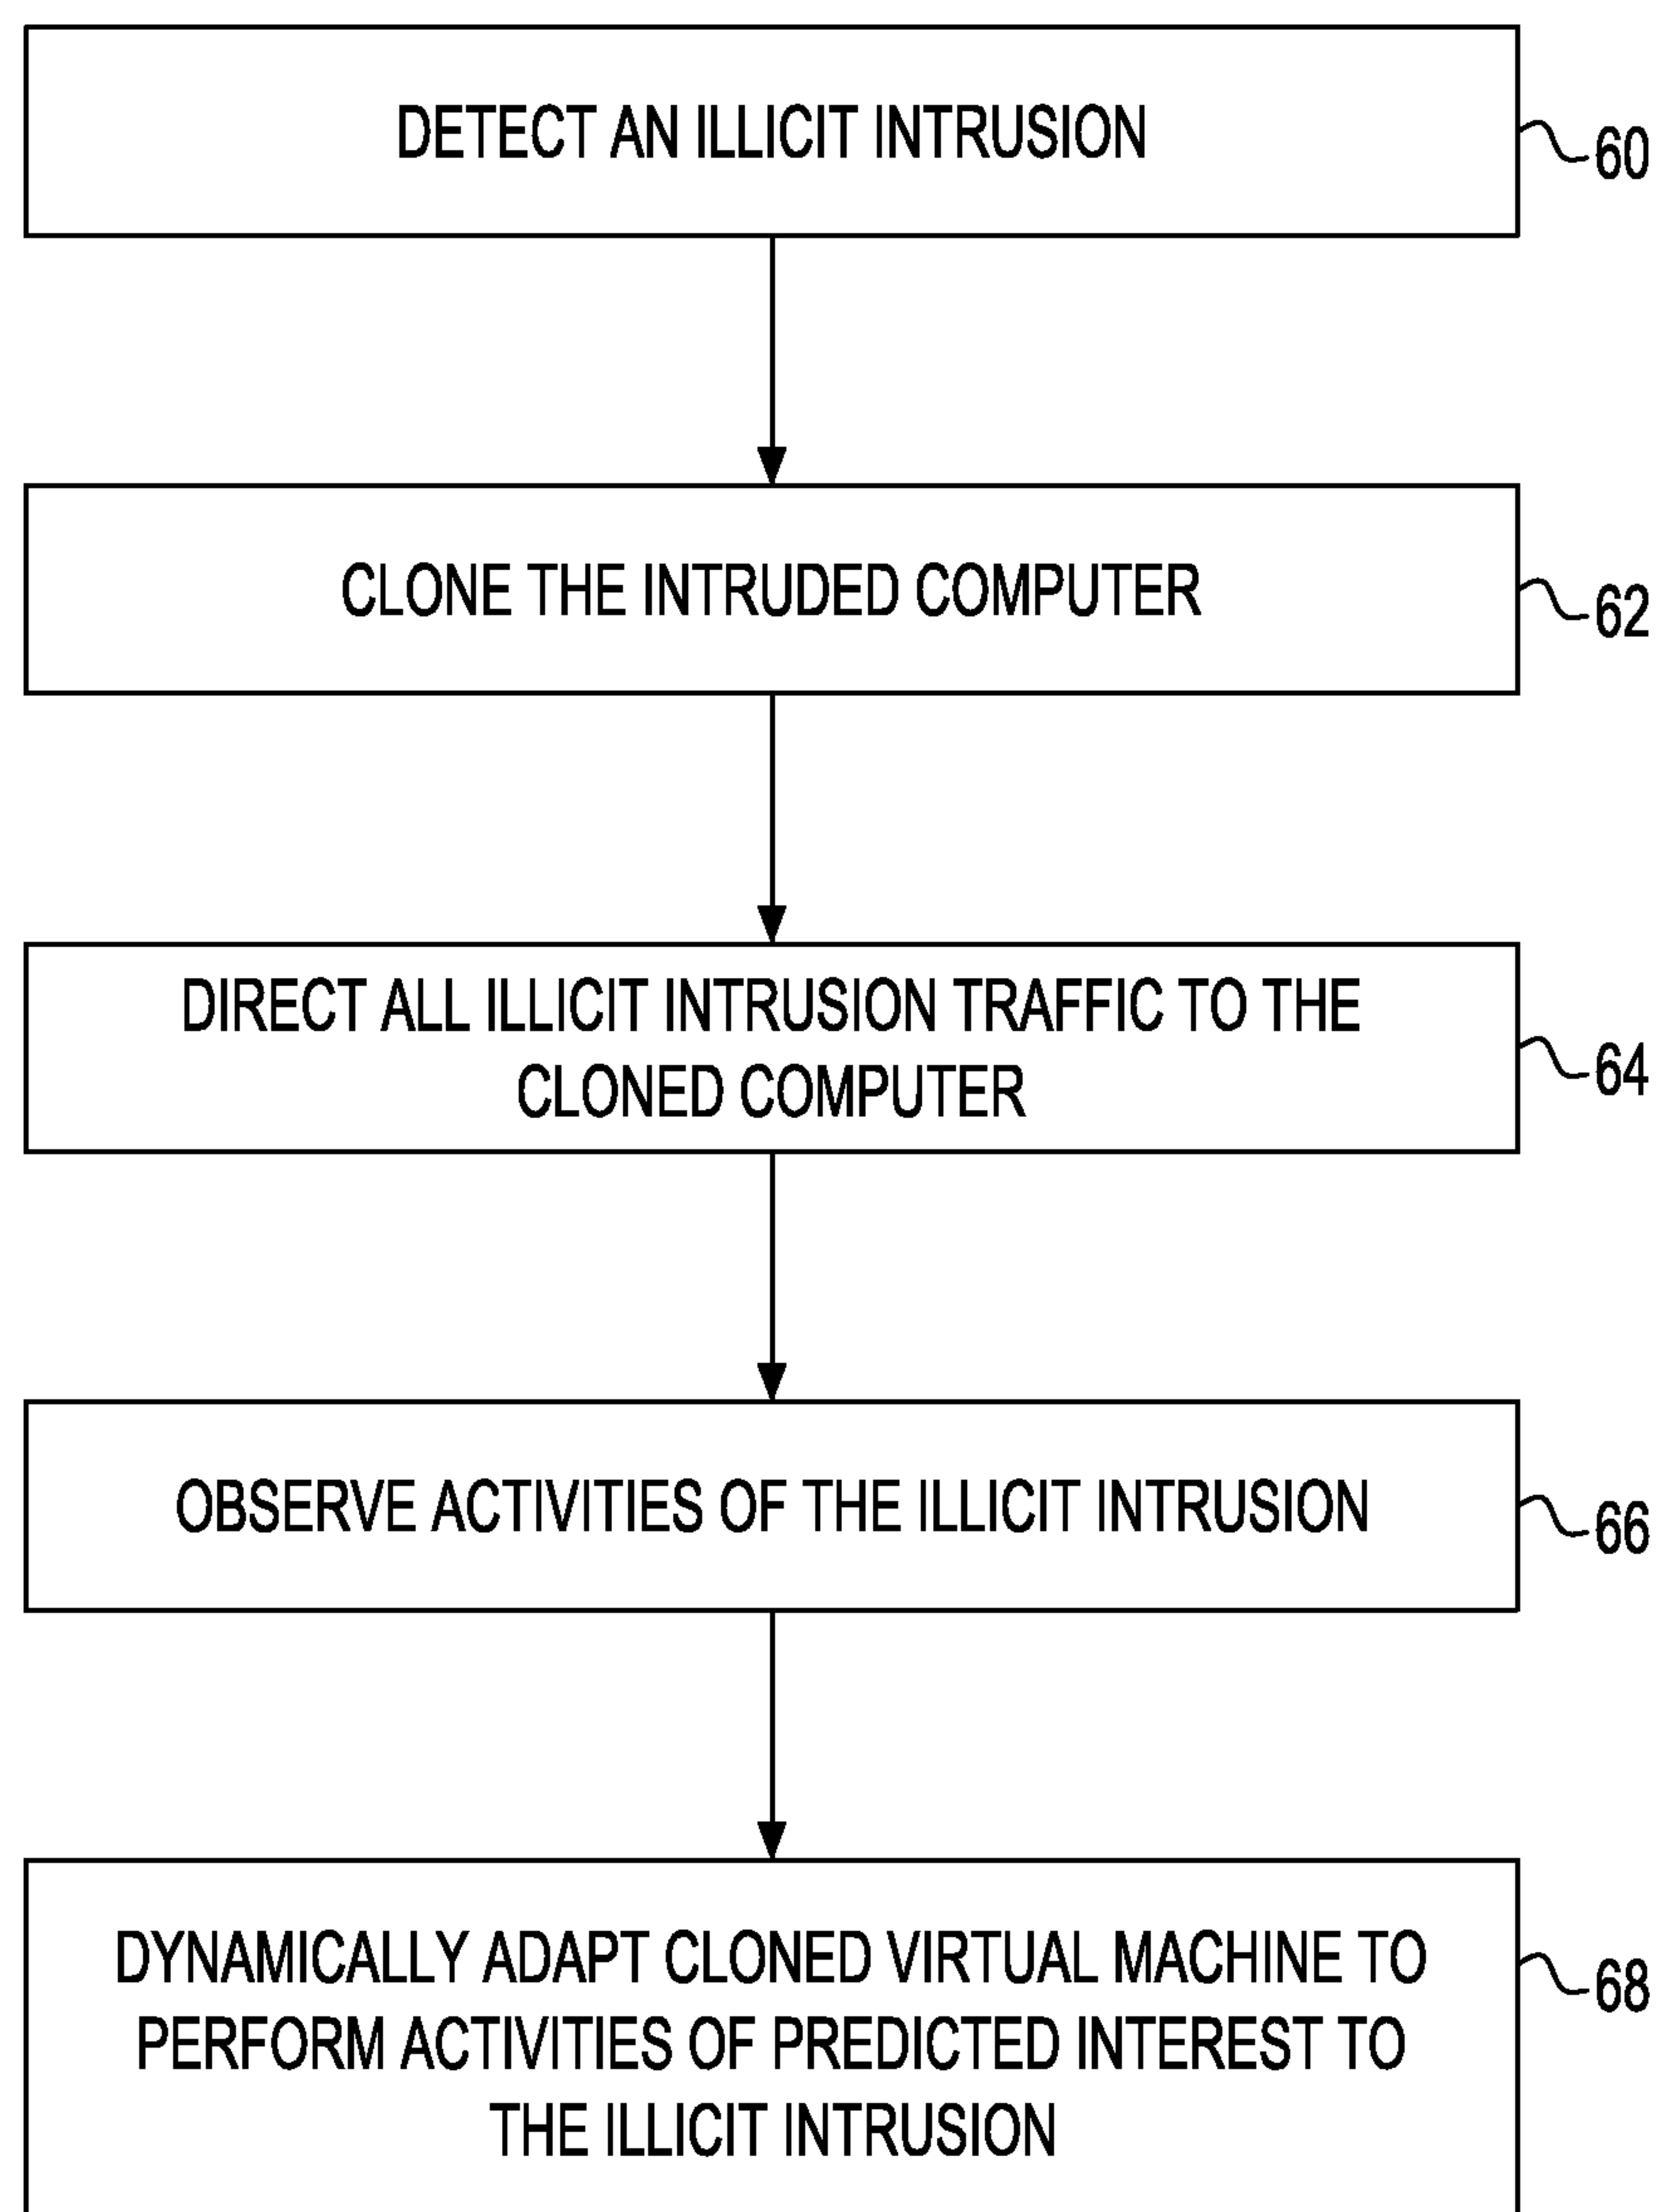 DETECT AN ILLICIT INTRUSION
60
CLONE THE INTRUDED COMPUTER
62
DIRECT ALL ILLICIT INTRUSION TRAFFIC TO THE
CLONED COMPUTER
64
OBSERVE ACTIVITIES OF THE ILLICIT INTRUSION
66
DYNAMICALLY ADAPT CLONED VIRTUAL MACHINE TO
PERFORM ACTIVITIES OF PREDICTED INTEREST TO
THE ILLICIT INTRUSION
68